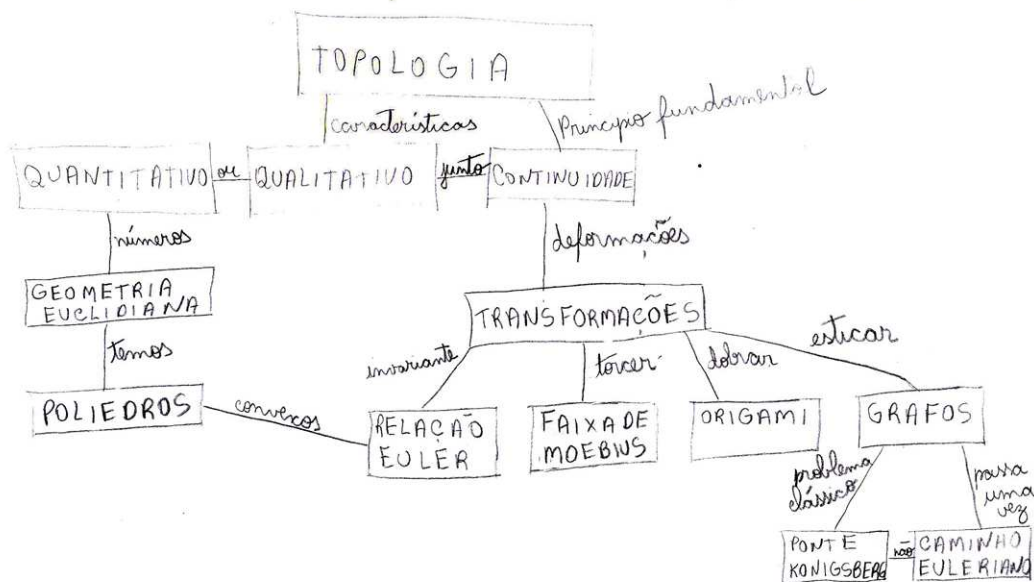 TOPOLOGIA
características
Princípio fundamental
QUANTITATIVO ou QUALITATIVO junto CONTINUIDADE
números
deformações
GEOMETRIA
EUCLIDIANA
TRANSFORMAÇÕES
temos
invariante
torcer
dobrar
esticar
POLIEDROS
convexos
RELAÇÃO
EULER
FAIXA DE
MOEBIUS
ORIGAMI
GRAFOS
problema
clássico
passa
uma
vez
PONTE
KONIGSBERG
não
CAMINHO
EULERIANO